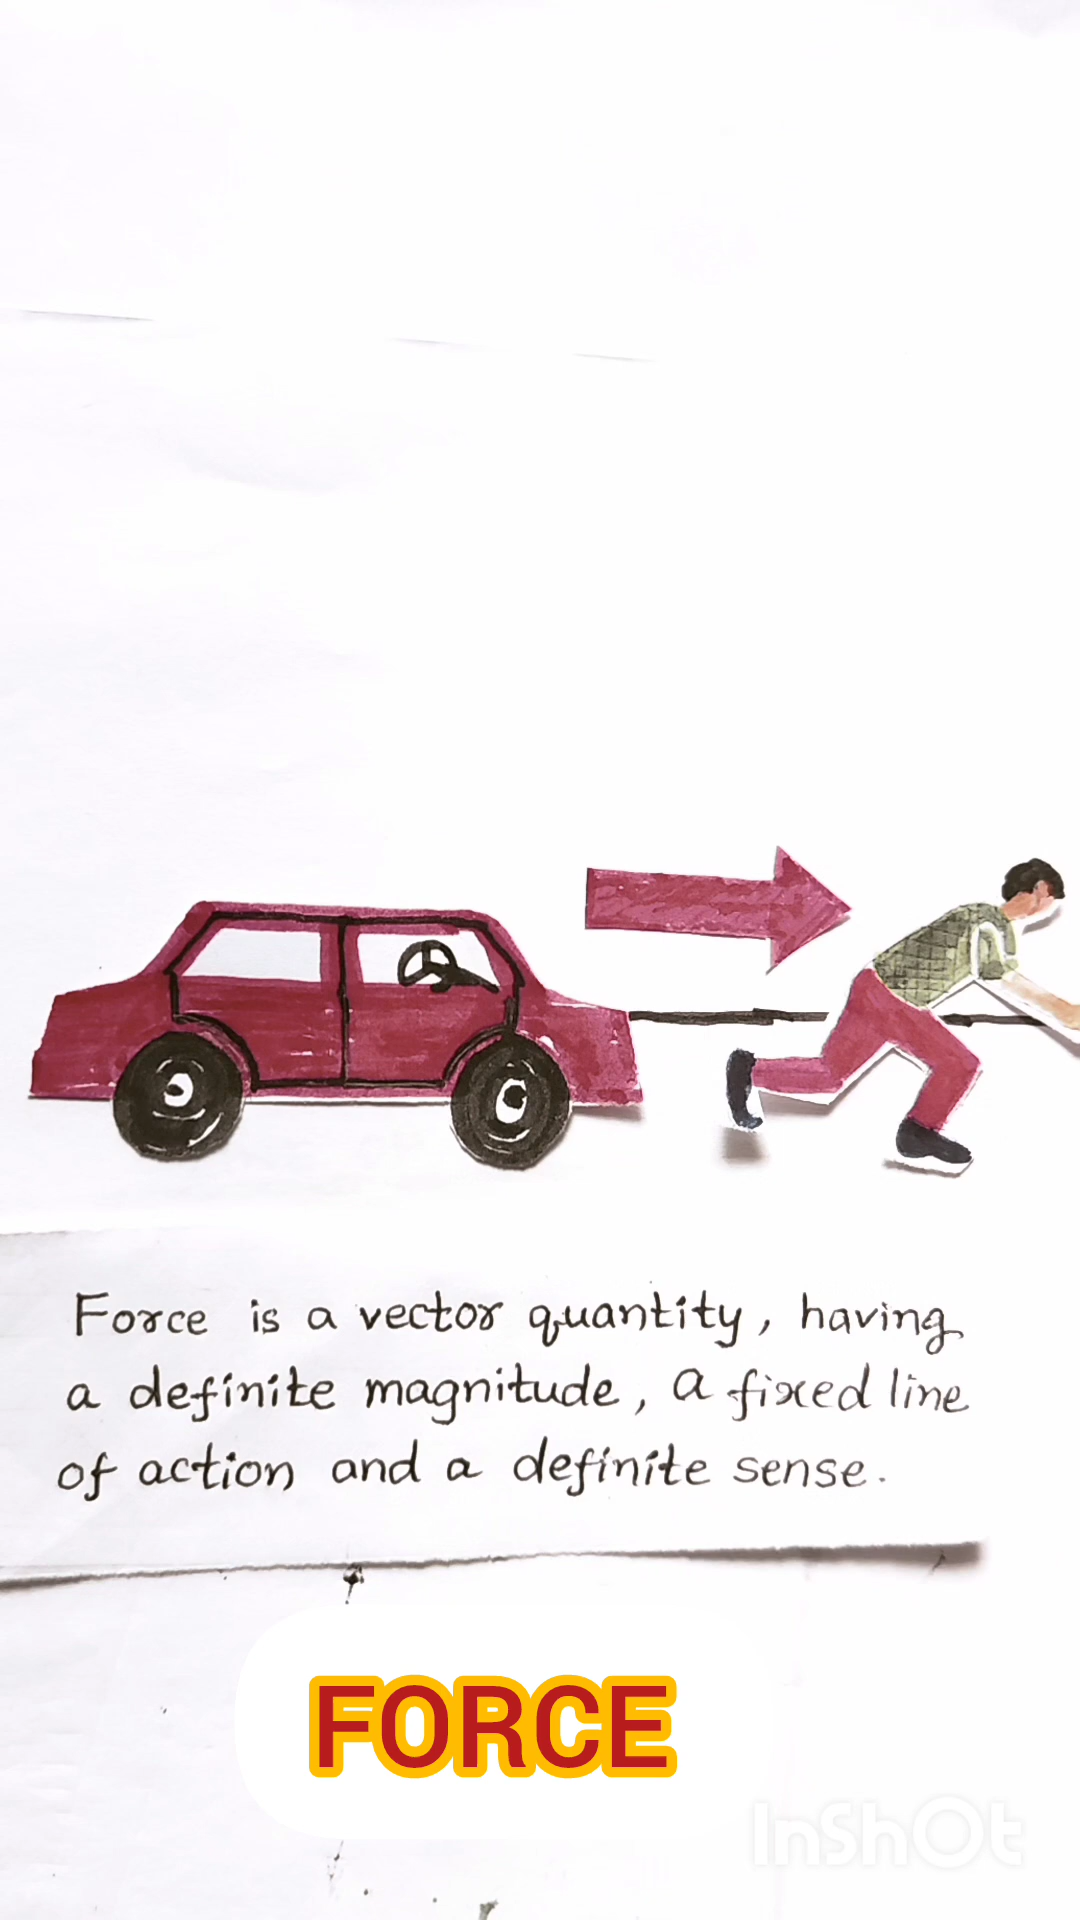 Force is a vector quantity, having
a definite magnitude, a fixed line
of action and a definite sense.
FORCE
InShOt